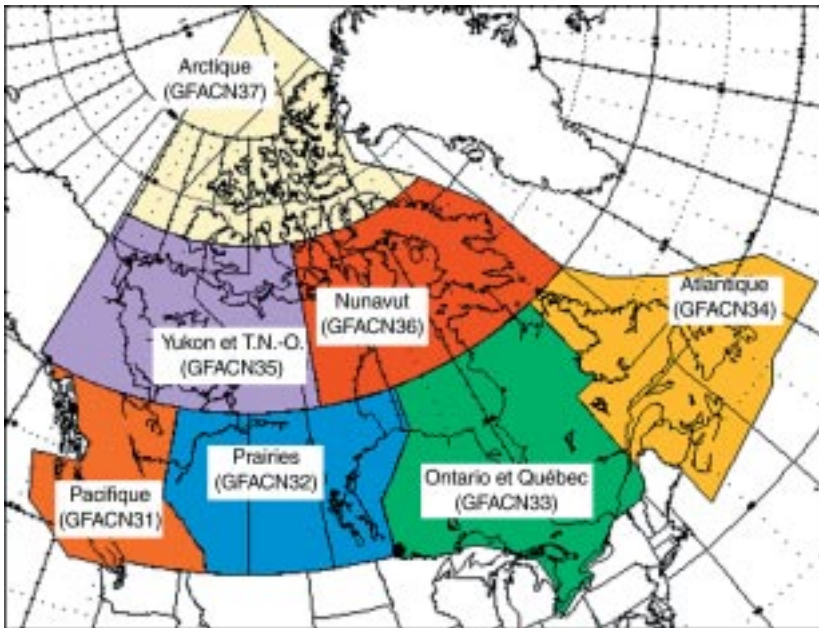 Arctique
(GFACN37)
Nunavut
(GFACN36)
Atlantique
(GFACN34)
Yukon et T.N.-O.
(GFACN35)
Pacifique
(GFACN31)
Prairies
(GFACN32)
Ontario et Québec
(GFACN33)